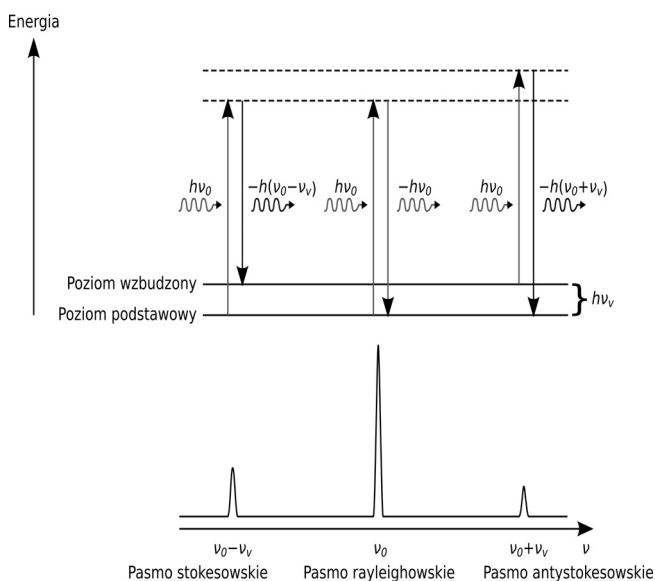 Energia
hν₀
−h(ν₀−νᵥ)
hν₀
−hν₀
hν₀
−h(ν₀+νᵥ)
Poziom wzbudzony
hνᵥ
Poziom podstawowy
ν₀−νᵥ
ν₀
ν₀+νᵥ
ν
Pasmo stokesowskie
Pasmo rayleighowskie
Pasmo antystokesowskie